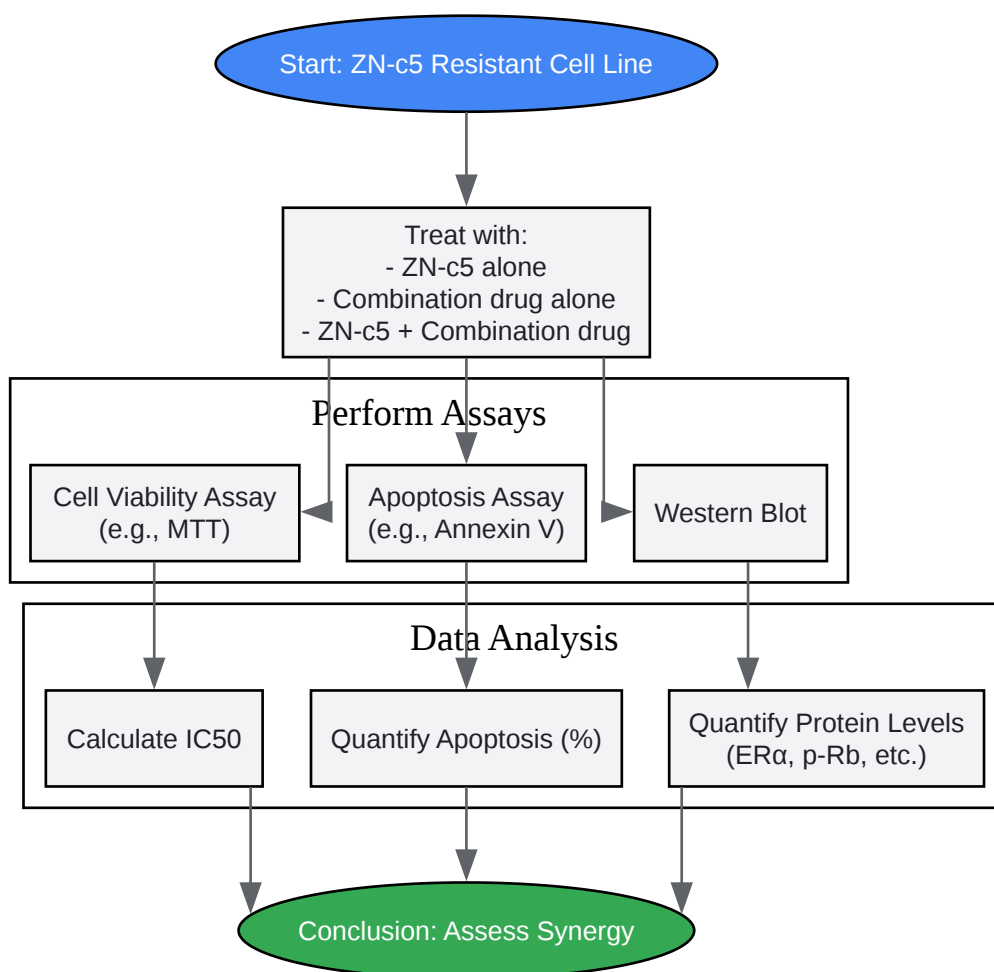 Start: ZN-c5 Resistant Cell Line
Treat with:
- ZN-c5 alone
- Combination drug alone
- ZN-c5 + Combination drug
Perform Assays
Cell Viability Assay
(e.g., MTT)
Apoptosis Assay
(e.g., Annexin V)
Western Blot
Data Analysis
Calculate IC50
Quantify Apoptosis (%)
Quantify Protein Levels
(ERα, p-Rb, etc.)
Conclusion: Assess Synergy